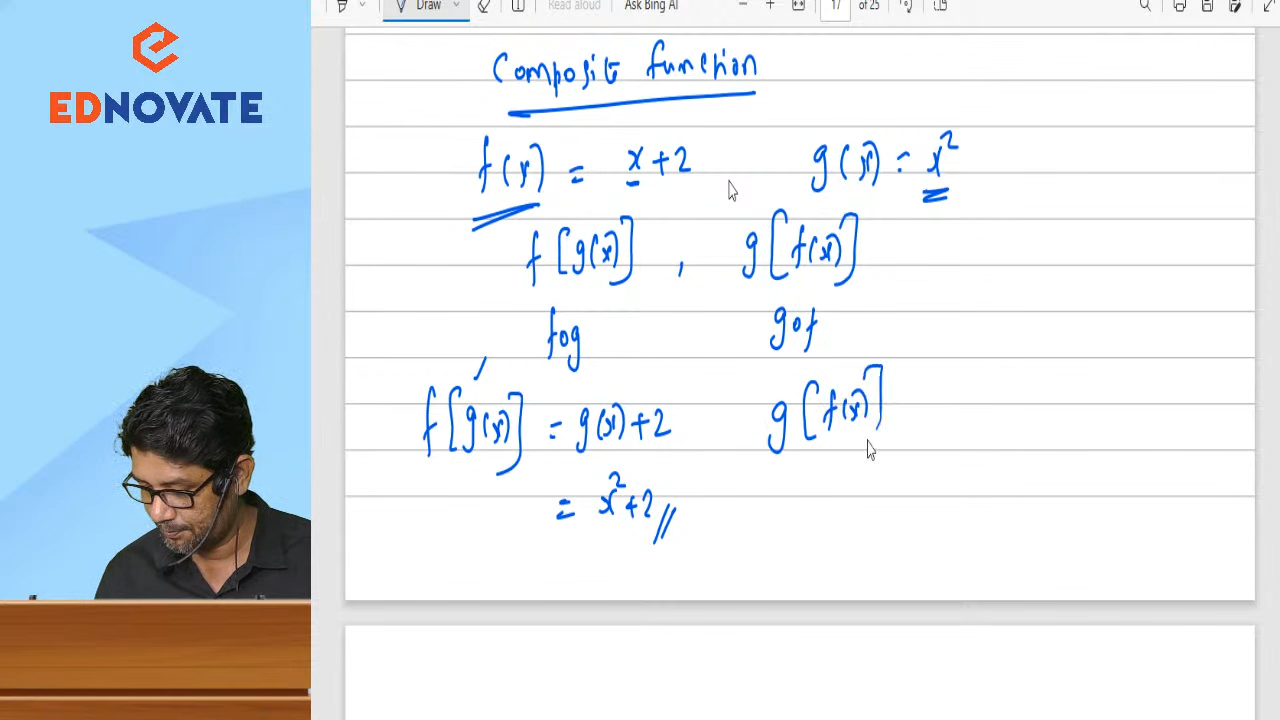 Draw
Read aloud
Ask Bing AI
17 of 25
EDNOVATE
Composite function
f(x) = x+2 g(x) = x²
f[g(x)] , g[f(x)]
fog gof
f[g(x)] = g(x)+2 g[f(x)]
= x²+2 //